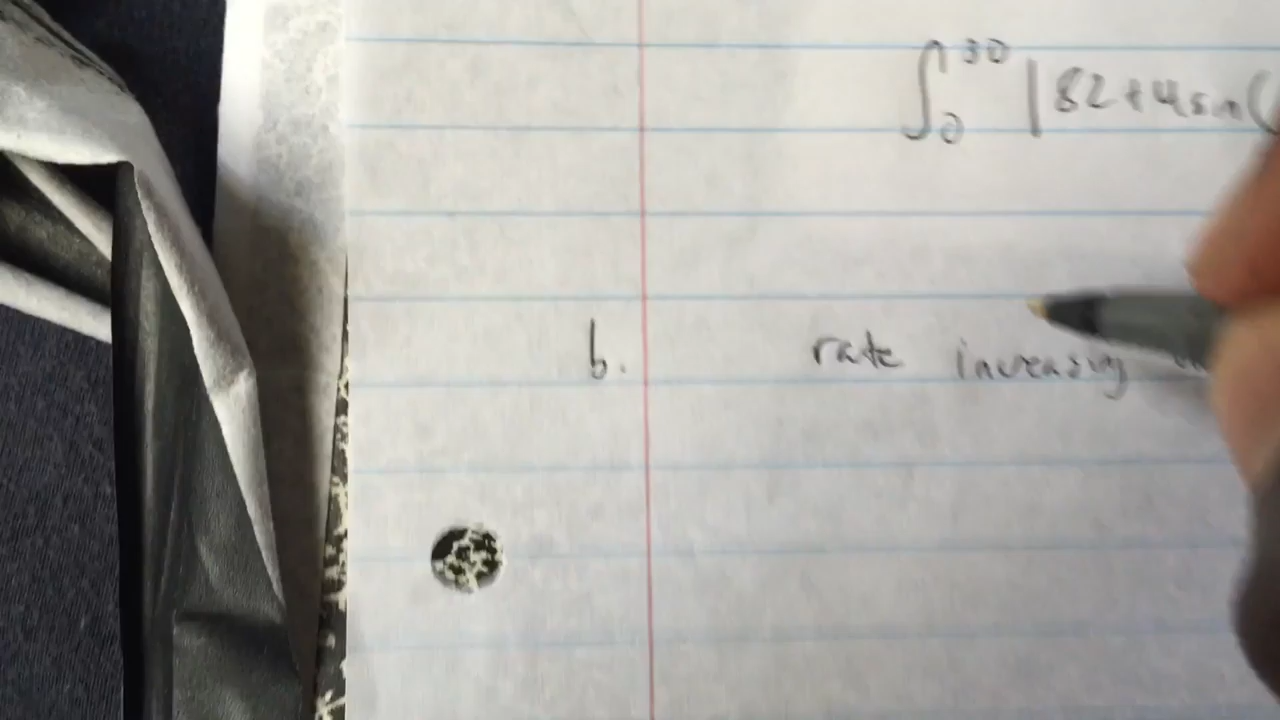 ∫₀³⁰ |82+4sin(
b. rate increasing